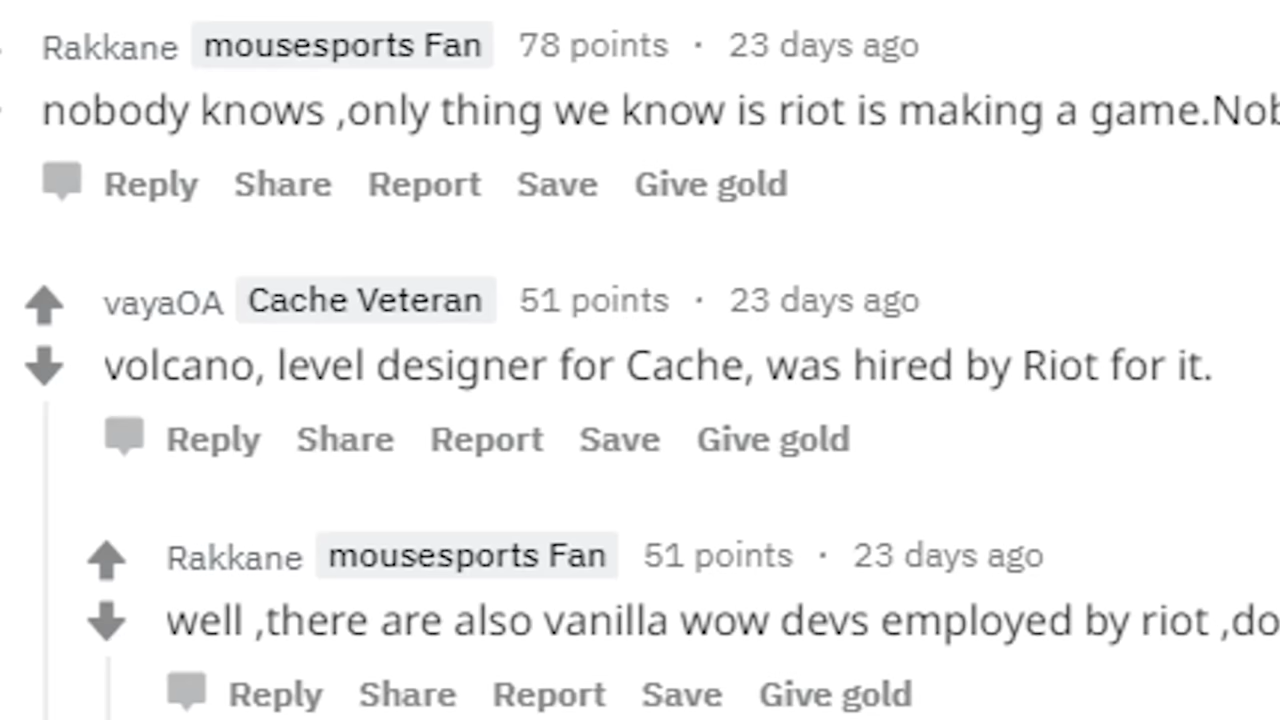 Rakkane mousesports Fan 78 points · 23 days ago
nobody knows ,only thing we know is riot is making a game.
Reply Share Report Save Give gold
vayaOA Cache Veteran 51 points · 23 days ago
volcano, level designer for Cache, was hired by Riot for it.
Reply Share Report Save Give gold
Rakkane mousesports Fan 51 points · 23 days ago
well ,there are also vanilla wow devs employed by riot ,
Reply Share Report Save Give gold